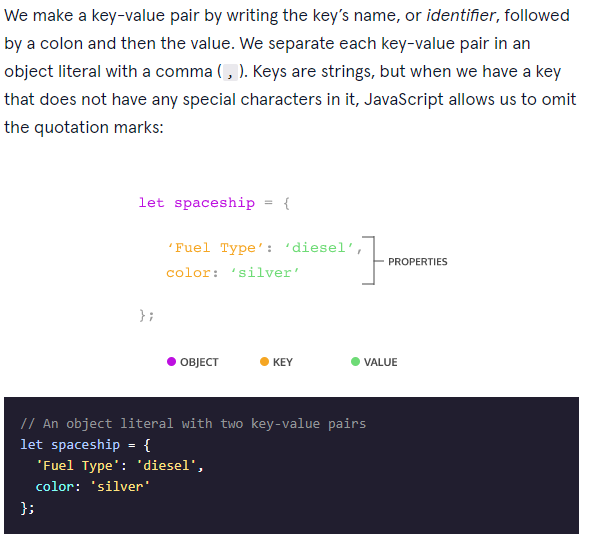 We make a key-value pair by writing the key’s name, or identifier, followed
by a colon and then the value. We separate each key-value pair in an
object literal with a comma ( , ). Keys are strings, but when we have a key
that does not have any special characters in it, JavaScript allows us to omit
the quotation marks:
let spaceship = {
‘Fuel Type’: ‘diesel’,
color: ‘silver’
PROPERTIES
};
OBJECT
KEY
VALUE
// An object literal with two key-value pairs
let spaceship = {
'Fuel Type': 'diesel',
color: 'silver'
};